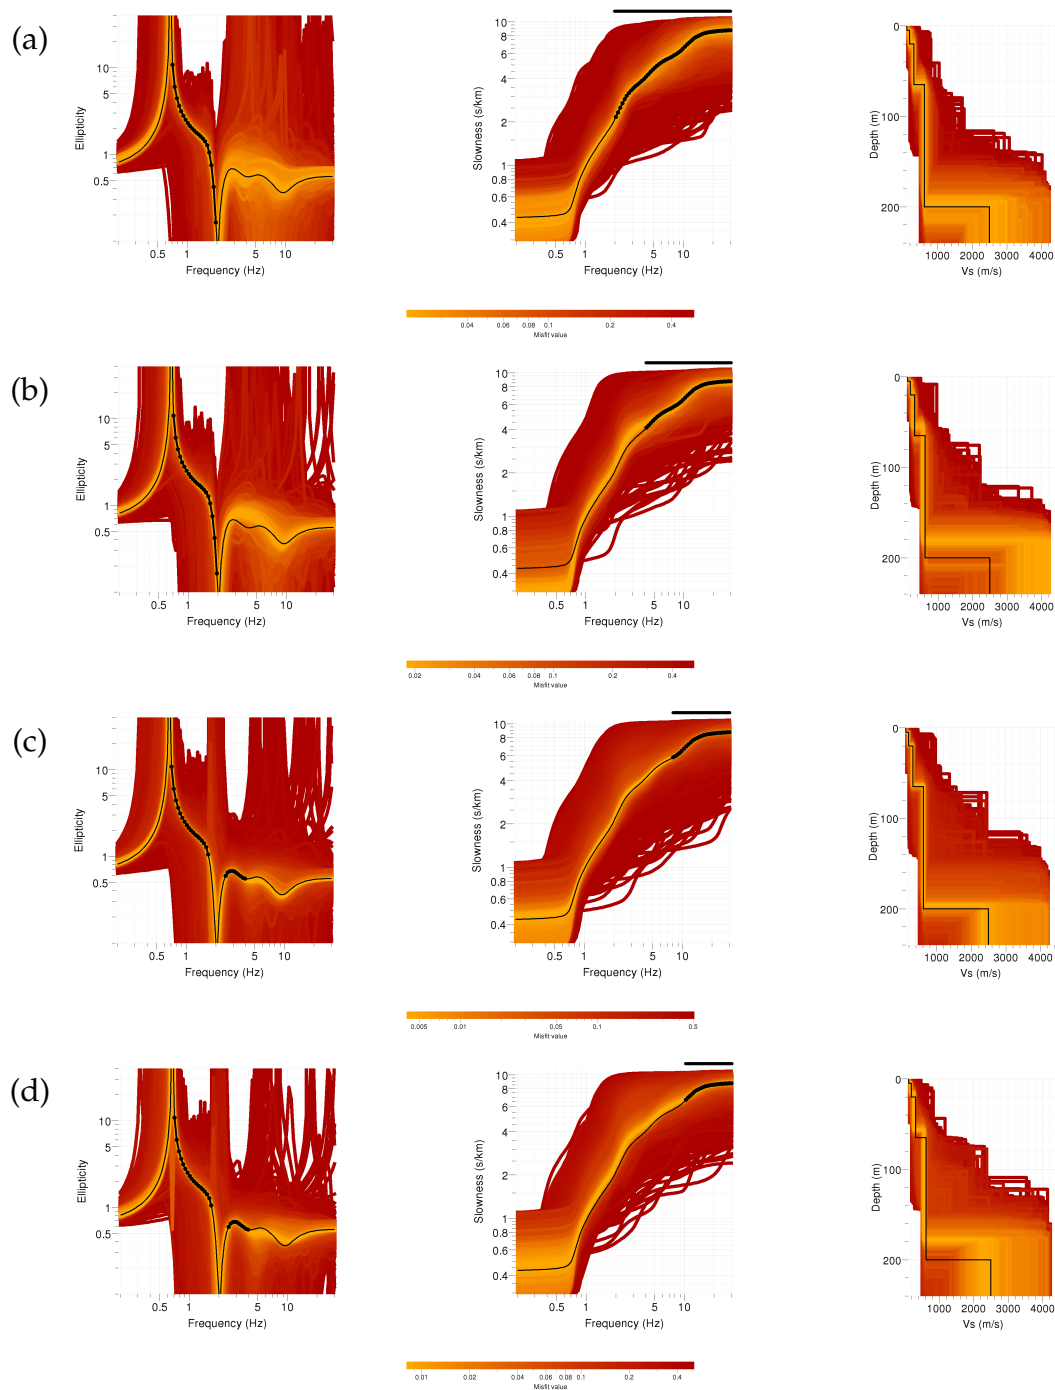 (a)
10
1
0.5
Ellipticity
0.5 1 5 10
Frequency (Hz)
10
8
6
4
2
1
0.8
0.6
0.4
Slowness (s/km)
0.5 1 5 10
Frequency (Hz)
0
100
200
Depth (m)
1000 2000 3000 4000
Vs (m/s)
0.04 0.06 0.08 0.1 0.2 0.4
Misfit value
(b)
10
5
1
0.5
Ellipticity
0.5 1 5 10
Frequency (Hz)
10
8
6
4
2
1
0.8
0.6
0.4
Slowness (s/km)
0.5 1 5 10
Frequency (Hz)
0
100
200
Depth (m)
1000 2000 3000 4000
Vs (m/s)
0.02 0.04 0.06 0.08 0.1 0.2 0.4
Misfit value
(c)
10
1
0.5
Ellipticity
0.5 1 5 10
Frequency (Hz)
10
8
6
4
2
1
0.8
0.6
0.4
Slowness (s/km)
0.5 1 5 10
Frequency (Hz)
0
100
200
Depth (m)
1000 2000 3000 4000
Vs (m/s)
0.005 0.01 0.05 0.1 0.5
Misfit value
(d)
10
5
1
0.5
Ellipticity
0.5 1 5 10
Frequency (Hz)
10
8
6
4
2
1
0.8
0.6
0.4
Slowness (s/km)
0.5 1 5 10
Frequency (Hz)
0
100
200
Depth (m)
1000 2000 3000 4000
Vs (m/s)
0.01 0.02 0.04 0.06 0.08 0.1 0.2 0.4
Misfit value